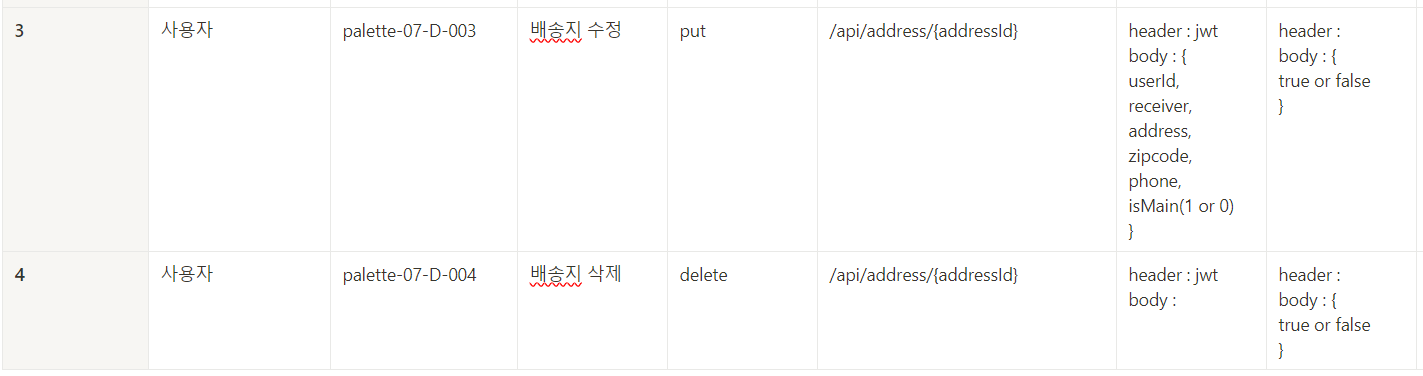 3 사용자 palette-07-D-003 배송지 수정 put /api/address/{addressId} header : jwt header :
body : { body : {
userId, true or false
receiver, }
address,
zipcode,
phone,
isMain(1 or 0)
}
4 사용자 palette-07-D-004 배송지 삭제 delete /api/address/{addressId} header : jwt header :
body : body : {
true or false
}